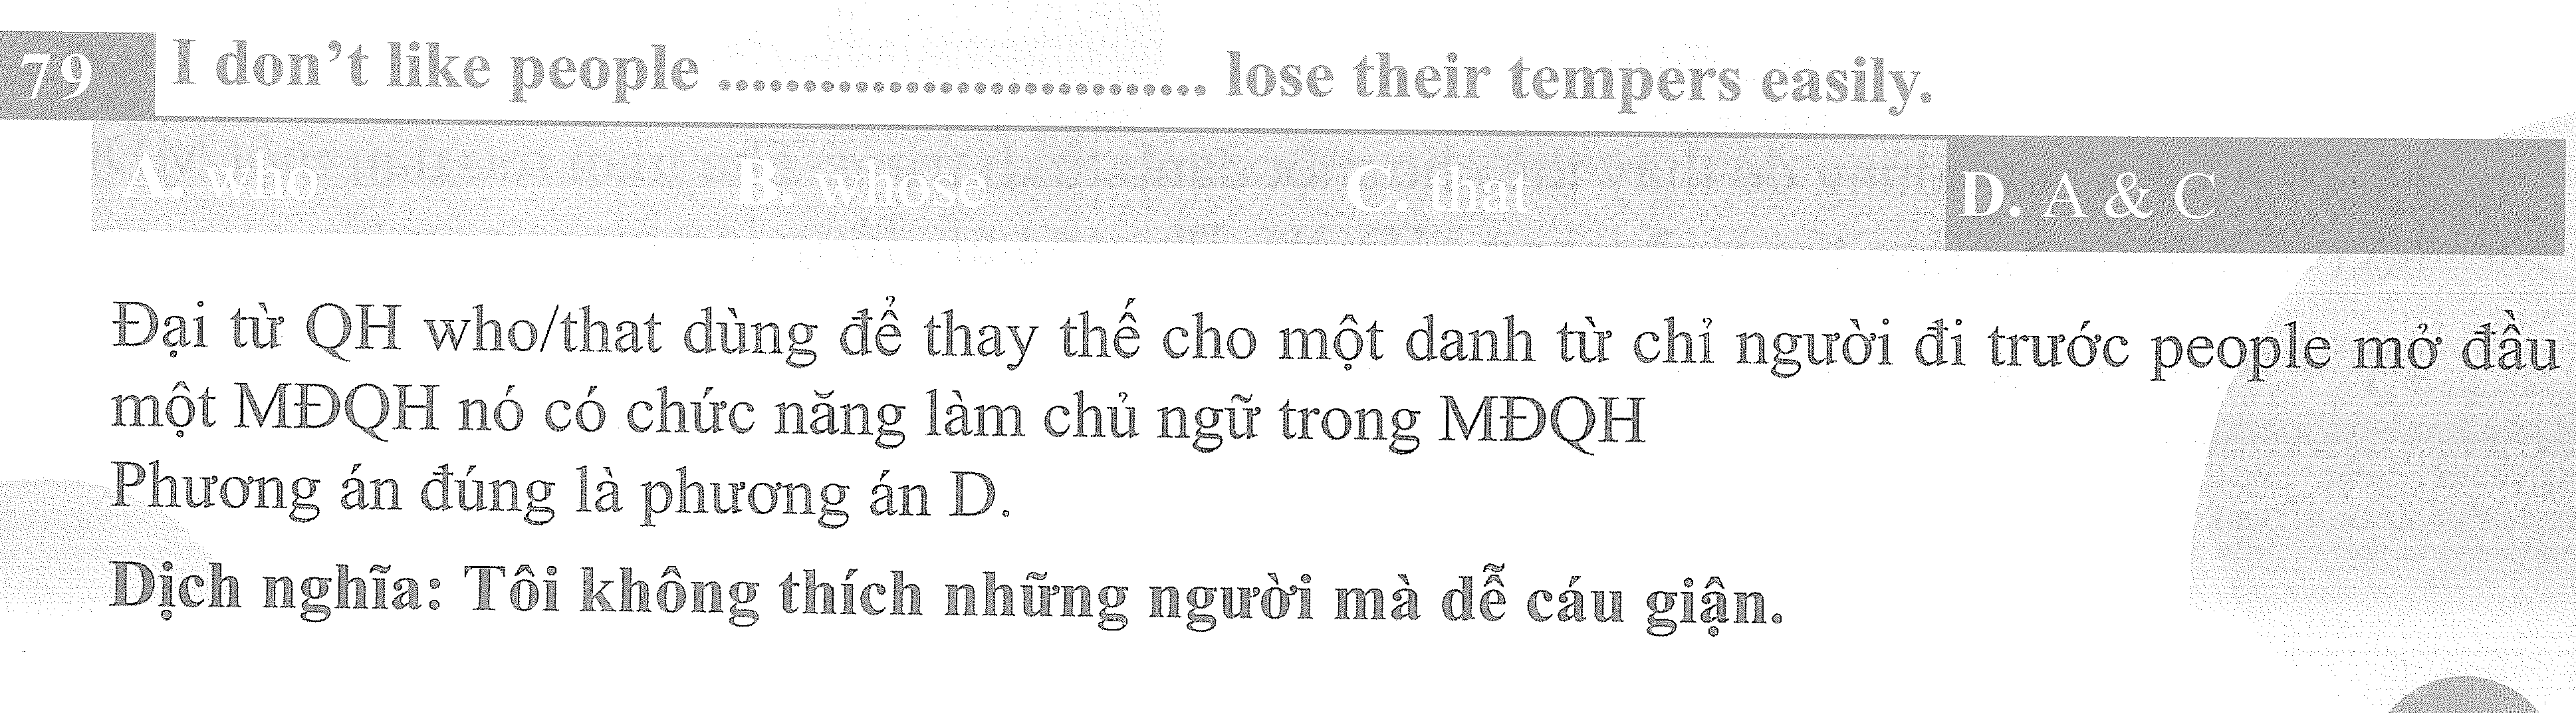 79 I don't like people ............................. lose their tempers easily.
A. who B. whose C. that D. A & C
Đại từ QH who/that dùng để thay thế cho một danh từ chỉ người đi trước people mở đầu
một MĐQH nó có chức năng làm chủ ngữ trong MĐQH
Phương án đúng là phương án D.
Dịch nghĩa: Tôi không thích những người mà dễ cáu giận.